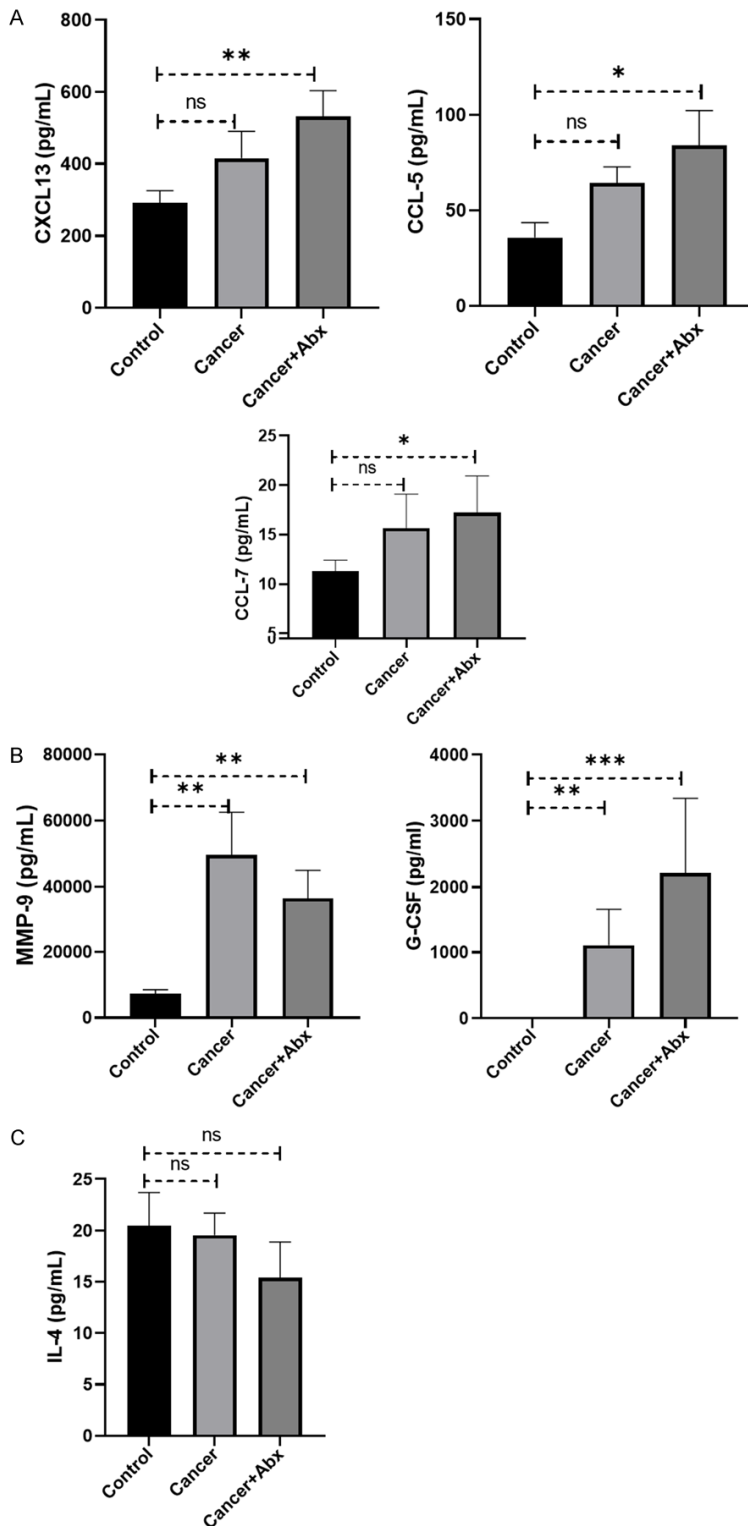 A
CXCL13 (pg/mL)
800
600
400
200
0
**
ns
Control
Cancer
Cancer+Abx
CCL-5 (pg/mL)
150
100
50
0
*
ns
Control
Cancer
Cancer+Abx
CCL-7 (pg/mL)
25
20
15
10
5
0
*
ns
Control
Cancer
Cancer+Abx
B
MMP-9 (pg/mL)
80000
60000
40000
20000
0
**
**
Control
Cancer
Cancer+Abx
G-CSF (pg/ml)
4000
3000
2000
1000
0
***
**
Control
Cancer
Cancer+Abx
C
IL-4 (pg/mL)
25
20
15
10
5
0
ns
ns
Control
Cancer
Cancer+Abx